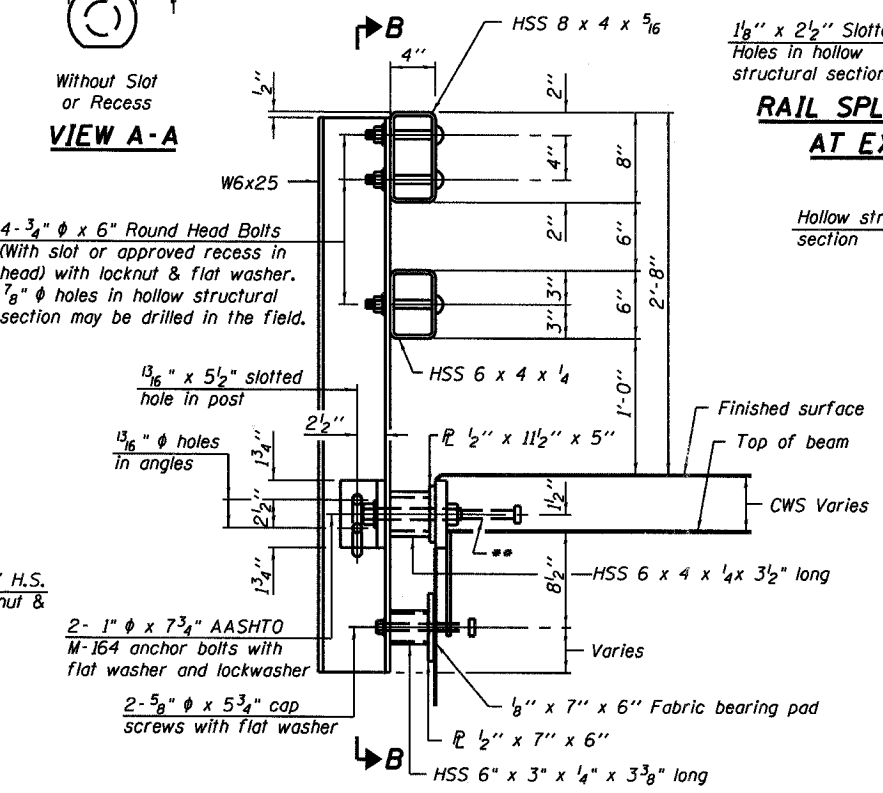 Without Slot
or Recess
VIEW A-A
B
HSS 8 x 4 x 5/16
4"
1/2"
2"
4"
8"
2"
6"
3"
3"
6"
2'-8"
1'-0"
W6x25
4-3/4" ϕ x 6" Round Head Bolts
(With slot or approved recess in
head) with locknut & flat washer.
7/8" ϕ holes in hollow structural
section may be drilled in the field.
1 1/8" x 2 1/2" Slotte
Holes in hollow
structural section
RAIL SPL
AT EX
Hollow str
section
HSS 6 x 4 x 1/4
13/16" x 5 1/2" slotted
hole in post
2 1/2"
℞ 1/2" x 11 1/2" x 5"
Finished surface
Top of beam
13/16" ϕ holes
in angles
1 3/4"
2 1/2"
1 3/4"
1 1/2"
CWS Varies
**
8 1/2"
HSS 6 x 4 x 1/4 x 3 1/2" long
" H.S.
nut &
2- 1" ϕ x 7 3/4" AASHTO
M-164 anchor bolts with
flat washer and lockwasher
Varies
2-5/8" ϕ x 5 3/4" cap
screws with flat washer
1/8" x 7" x 6" Fabric bearing pad
℞ 1/2" x 7" x 6"
B
HSS 6" x 3" x 1/4" x 3 3/8" long